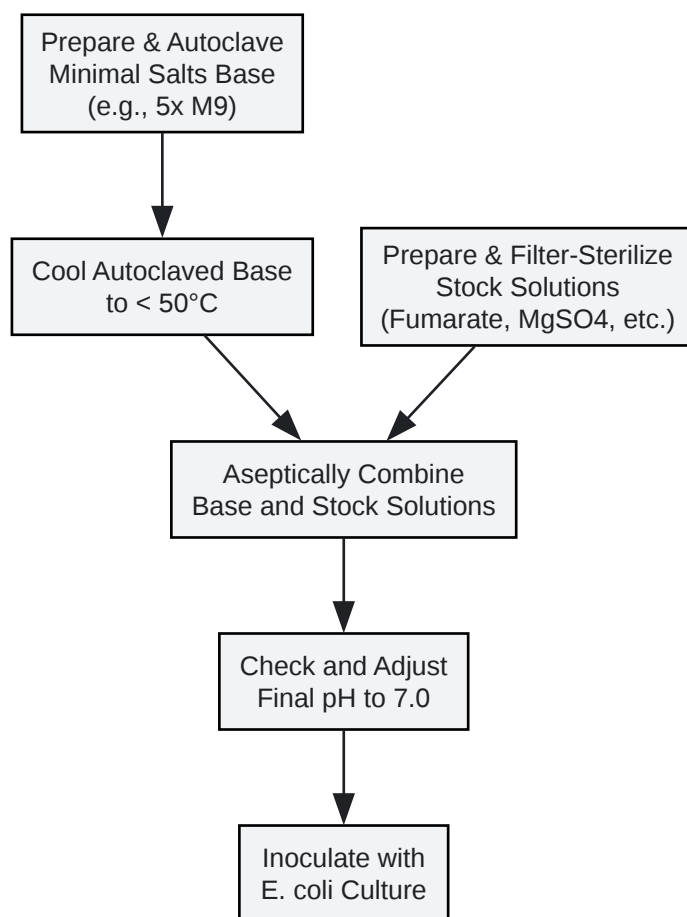 Prepare & Autoclave
Minimal Salts Base
(e.g., 5x M9)
Cool Autoclaved Base
to < 50°C
Prepare & Filter-Sterilize
Stock Solutions
(Fumarate, MgSO4, etc.)
Aseptically Combine
Base and Stock Solutions
Check and Adjust
Final pH to 7.0
Inoculate with
E. coli Culture